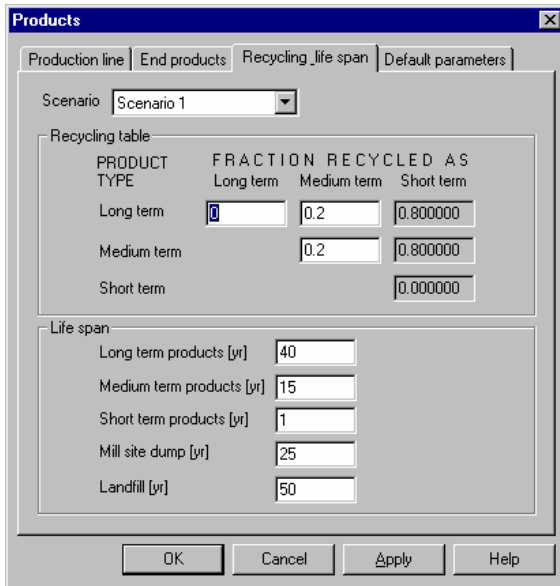 Products
Production line End products Recycling_life span Default parameters
Scenario Scenario 1
Recycling table
PRODUCT FRACTION RECYCLED AS
TYPE Long term Medium term Short term
Long term 0 0.2 0.800000
Medium term 0.2 0.800000
Short term 0.000000
Life span
Long term products [yr] 40
Medium term products [yr] 15
Short term products [yr] 1
Mill site dump [yr] 25
Landfill [yr] 50
OK Cancel Apply Help